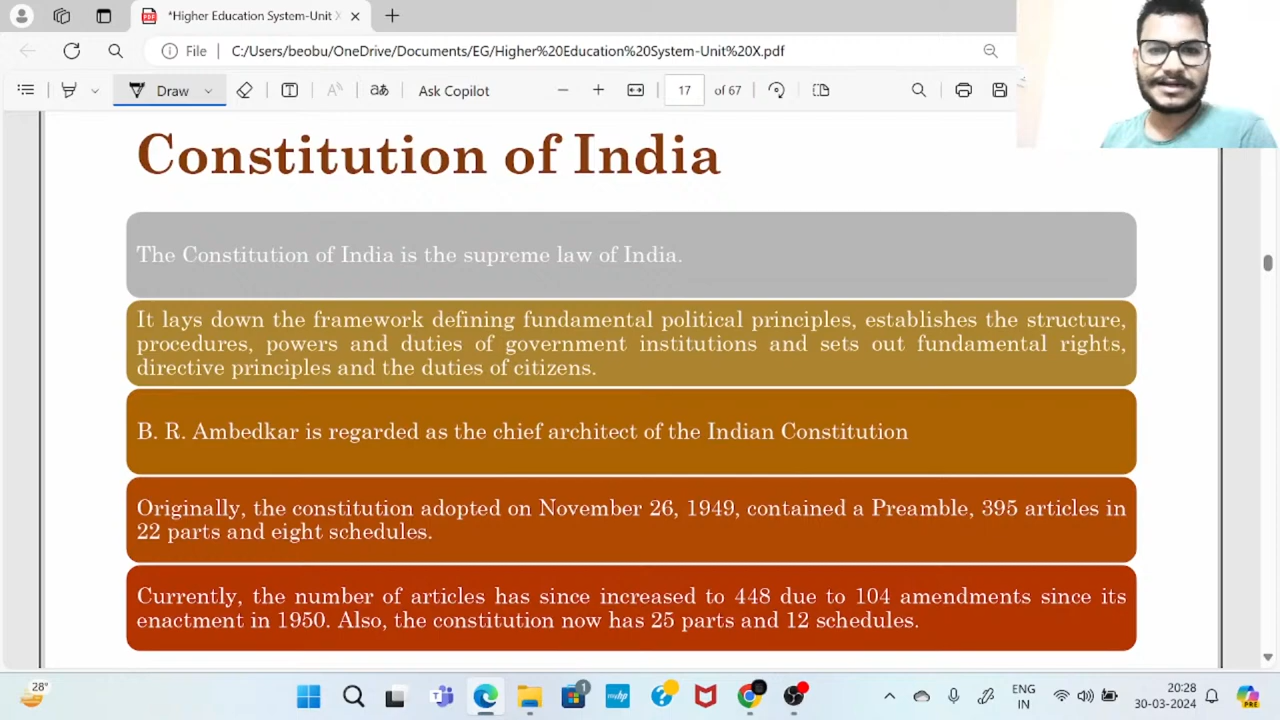 *Higher Education System-Unit X
File
C:/Users/beobu/OneDrive/Documents/EG/Higher%20Education%20System-Unit%20X.pdf
Draw
Ask Copilot
17
of 67
Constitution of India
The Constitution of India is the supreme law of India.
It lays down the framework defining fundamental political principles, establishes the structure,
procedures, powers and duties of government institutions and sets out fundamental rights,
directive principles and the duties of citizens.
B. R. Ambedkar is regarded as the chief architect of the Indian Constitution
Originally, the constitution adopted on November 26, 1949, contained a Preamble, 395 articles in
22 parts and eight schedules.
Currently, the number of articles has since increased to 448 due to 104 amendments since its
enactment in 1950. Also, the constitution now has 25 parts and 12 schedules.
28°
1
ENG
IN
20:28
30-03-2024
PRE